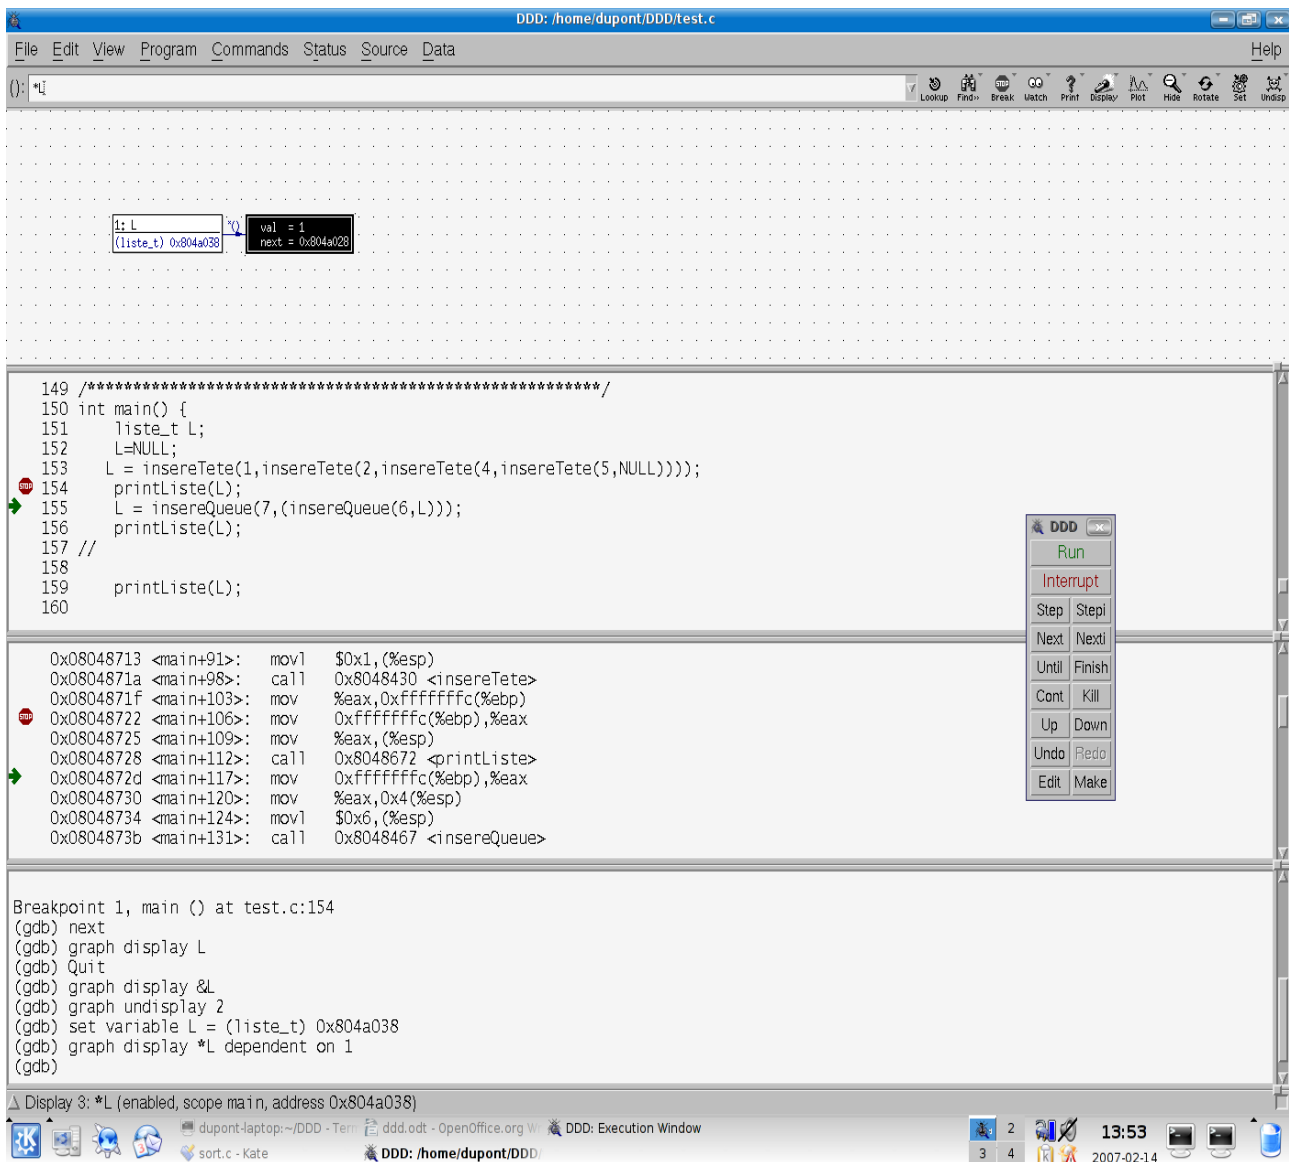 DDD: /home/dupont/DDD/test.c
File Edit View Program Commands Status Source Data Help
(): *L
Lookup Find>> Break Watch Print Display Plot Hide Rotate Set Undisp
1: L
(liste_t) 0x804a038
*()
val = 1
next = 0x804a028
149 /********************************************************/
150 int main() {
151 liste_t L;
152 L=NULL;
153 L = insereTete(1,insereTete(2,insereTete(4,insereTete(5,NULL))));
STOP 154 printListe(L);
155 L = insereQueue(7,(insereQueue(6,L)));
156 printListe(L);
157 //
158
159 printListe(L);
160
DDD
Run
Interrupt
Step Stepi
Next Nexti
Until Finish
Cont Kill
Up Down
Undo Redo
Edit Make
0x08048713 <main+91>: movl $0x1,(%esp)
0x0804871a <main+98>: call 0x8048430 <insereTete>
0x0804871f <main+103>: mov %eax,0xfffffffc(%ebp)
STOP 0x08048722 <main+106>: mov 0xfffffffc(%ebp),%eax
0x08048725 <main+109>: mov %eax,(%esp)
0x08048728 <main+112>: call 0x8048672 <printListe>
0x0804872d <main+117>: mov 0xfffffffc(%ebp),%eax
0x08048730 <main+120>: mov %eax,0x4(%esp)
0x08048734 <main+124>: movl $0x6,(%esp)
0x0804873b <main+131>: call 0x8048467 <insereQueue>
Breakpoint 1, main () at test.c:154
(gdb) next
(gdb) graph display L
(gdb) Quit
(gdb) graph display &L
(gdb) graph undisplay 2
(gdb) set variable L = (liste_t) 0x804a038
(gdb) graph display *L dependent on 1
(gdb)
Display 3: *L (enabled, scope main, address 0x804a038)
dupont-laptop:~/DDD - Ter
ddd.odt - OpenOffice.org W
DDD: Execution Window
sort.c - Kate
DDD: /home/dupont/DDD/
2
3 4
13:53
2007-02-14